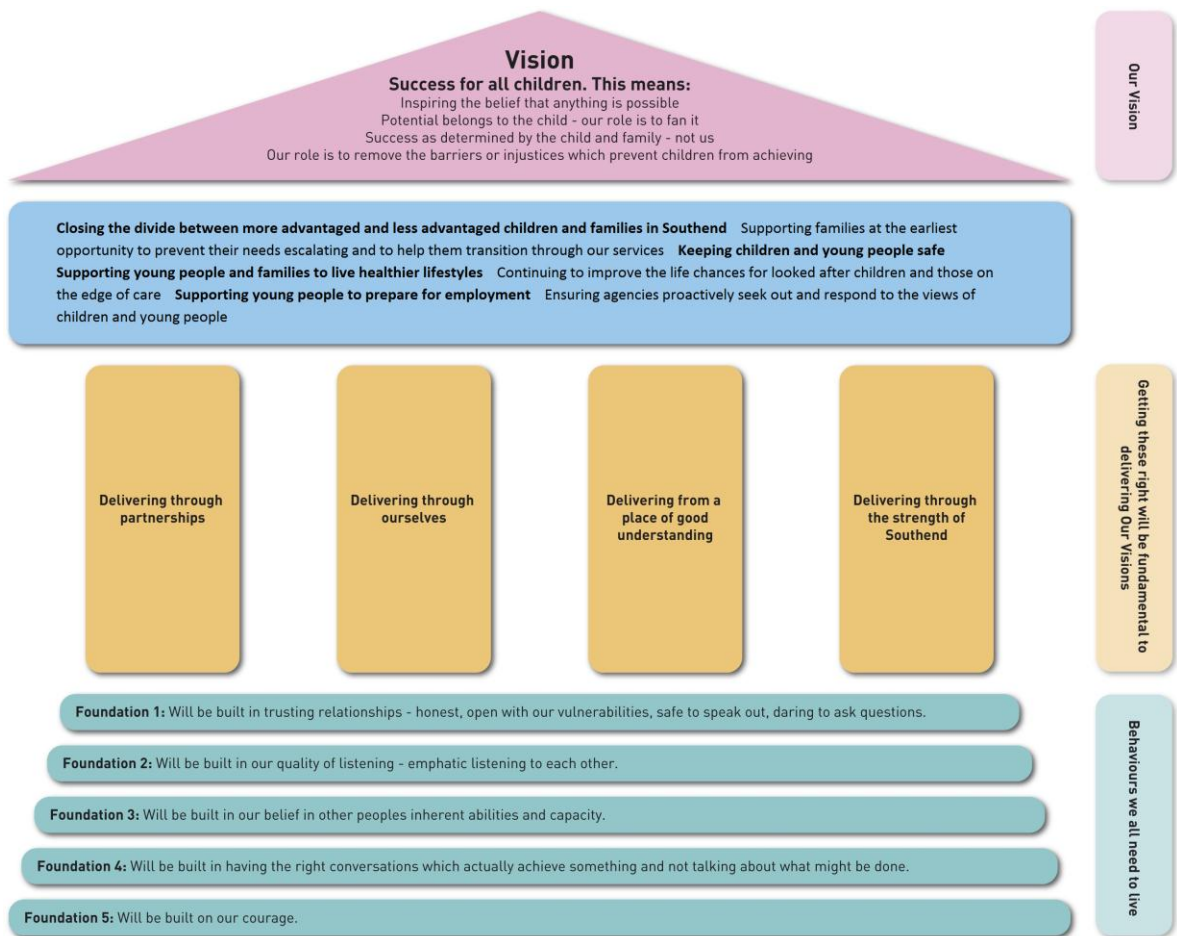 Vision
Success for all children. This means:
Inspiring the belief that anything is possible
Potential belongs to the child - our role is to fan it
Success as determined by the child and family - not us
Our role is to remove the barriers or injustices which prevent children from achieving
Our Vision
Closing the divide between more advantaged and less advantaged children and families in Southend Supporting families at the earliest
opportunity to prevent their needs escalating and to help them transition through our services Keeping children and young people safe
Supporting young people and families to live healthier lifestyles Continuing to improve the life chances for looked after children and those on
the edge of care Supporting young people to prepare for employment Ensuring agencies proactively seek out and respond to the views of
children and young people
Delivering through
partnerships
Delivering through
ourselves
Delivering from a
place of good
understanding
Delivering through
the strength of
Southend
Getting these right will be fundamental to
delivering Our Visions
Foundation 1: Will be built in trusting relationships - honest, open with our vulnerabilities, safe to speak out, daring to ask questions.
Foundation 2: Will be built in our quality of listening - emphatic listening to each other.
Foundation 3: Will be built in our belief in other peoples inherent abilities and capacity.
Foundation 4: Will be built in having the right conversations which actually achieve something and not talking about what might be done.
Foundation 5: Will be built on our courage.
Behaviours we all need to live